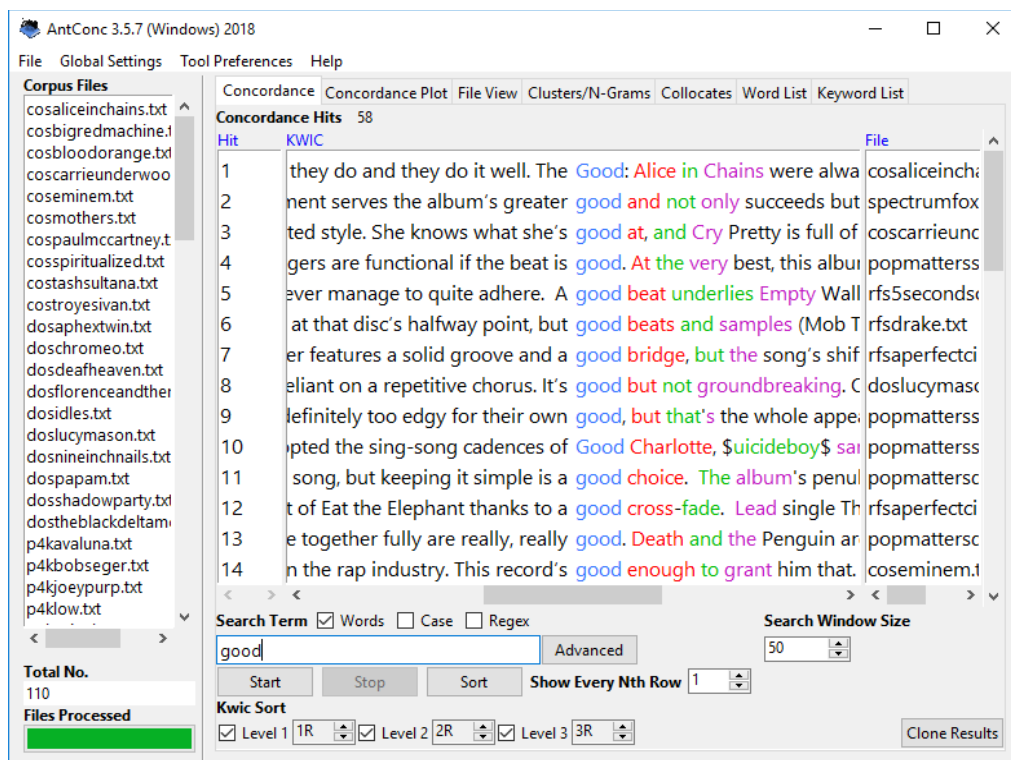 AntConc 3.5.7 (Windows) 2018
File Global Settings Tool Preferences Help
Corpus Files
cosaliceinchains.txt
cosbigredmachine.t
cosbloodorange.txt
coscarrieunderwoo
coseminem.txt
cosmothers.txt
cospaulmccartney.t
cosspiritualized.txt
costashsultana.txt
costroyesivan.txt
dosaphextwin.txt
doschromeo.txt
dosdeafheaven.txt
dosflorenceandther
dosidles.txt
doslucymason.txt
dosnineinchnails.txt
dospapam.txt
dosshadowparty.txt
dostheblackdeltam
p4kavaluna.txt
p4kbobseger.txt
p4kjoeypurp.txt
p4klow.txt
Total No.
110
Files Processed
Concordance Concordance Plot File View Clusters/N-Grams Collocates Word List Keyword List
Concordance Hits 58
Hit KWIC File
1 they do and they do it well. The Good: Alice in Chains were alwa cosaliceincha
2 ment serves the album's greater good and not only succeeds but spectrumfox
3 ted style. She knows what she's good at, and Cry Pretty is full of coscarrieunc
4 gers are functional if the beat is good. At the very best, this albur popmatterss
5 ever manage to quite adhere. A good beat underlies Empty Wall rfs5secondso
6 at that disc's halfway point, but good beats and samples (Mob T rfsdrake.txt
7 er features a solid groove and a good bridge, but the song's shif rfsaperfectci
8 eliant on a repetitive chorus. It's good but not groundbreaking. C doslucymaso
9 definitely too edgy for their own good, but that's the whole appea popmatterss
10 opted the sing-song cadences of Good Charlotte, $uicideboy$ sar popmatterss
11 song, but keeping it simple is a good choice. The album's penul popmattersc
12 t of Eat the Elephant thanks to a good cross-fade. Lead single Th rfsaperfectci
13 e together fully are really, really good. Death and the Penguin ar popmattersc
14 n the rap industry. This record's good enough to grant him that. coseminem.t
Search Term Words Case Regex Search Window Size
good Advanced 50
Start Stop Sort Show Every Nth Row 1
Kwic Sort
Level 1 1R Level 2 2R Level 3 3R Clone Results